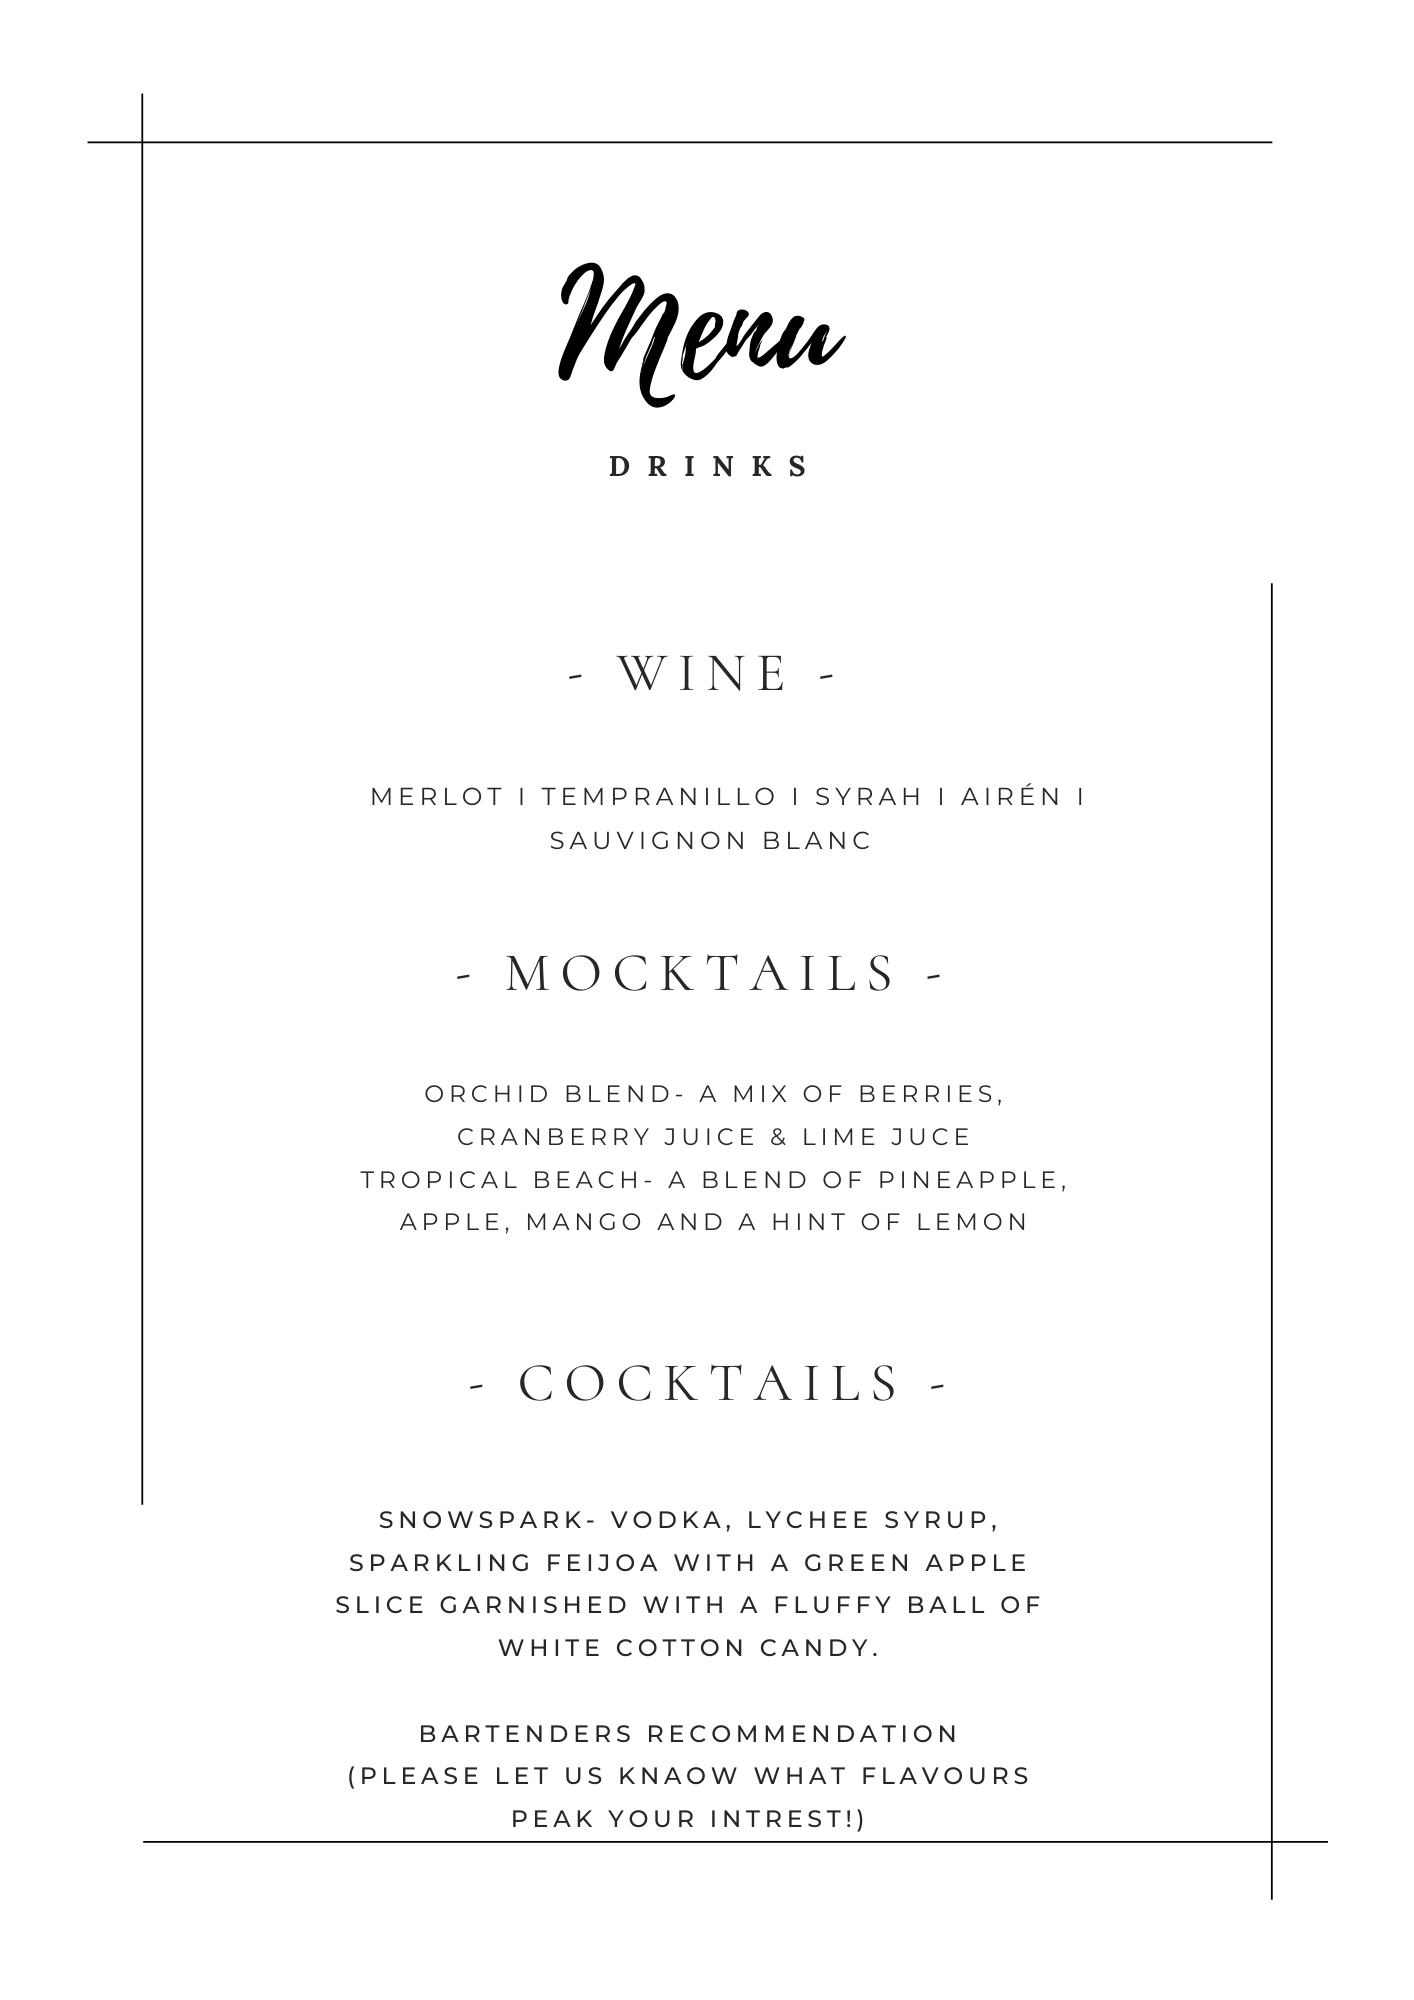 Menu
DRINKS
- WINE -
MERLOT I TEMPRANILLO I SYRAH I AIRÉN I
SAUVIGNON BLANC
- MOCKTAILS -
ORCHID BLEND- A MIX OF BERRIES,
CRANBERRY JUICE & LIME JUCE
TROPICAL BEACH- A BLEND OF PINEAPPLE,
APPLE, MANGO AND A HINT OF LEMON
- COCKTAILS -
SNOWSPARK- VODKA, LYCHEE SYRUP,
SPARKLING FEIJOA WITH A GREEN APPLE
SLICE GARNISHED WITH A FLUFFY BALL OF
WHITE COTTON CANDY.
BARTENDERS RECOMMENDATION
(PLEASE LET US KNAOW WHAT FLAVOURS
PEAK YOUR INTREST!)